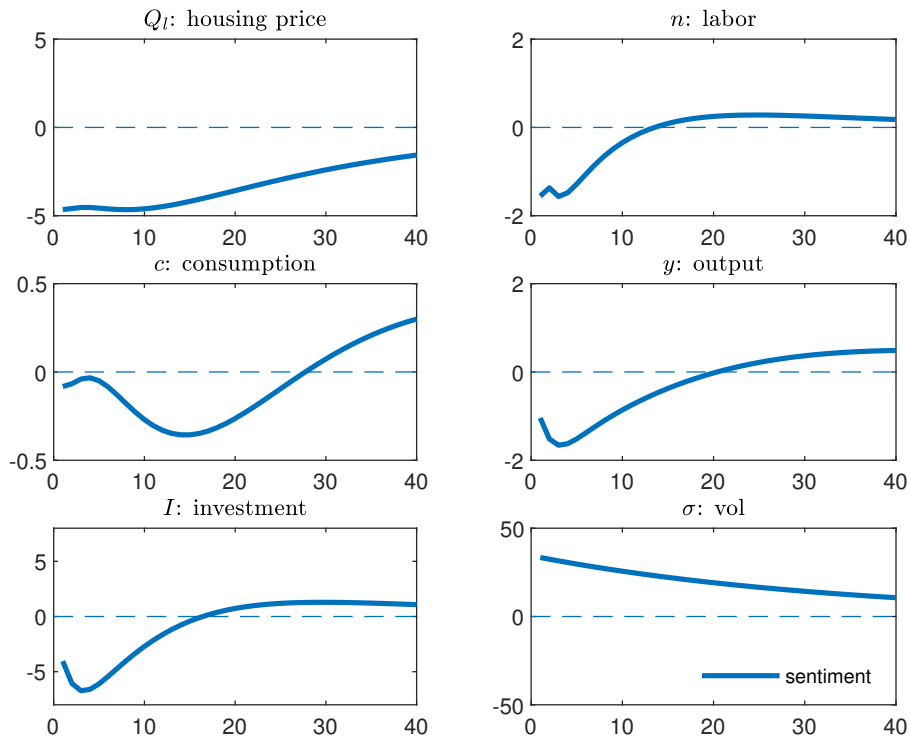 Q_l: housing price
5
0
-5
0 10 20 30 40
n: labor
2
0
-2
0 10 20 30 40
c: consumption
0.5
0
-0.5
0 10 20 30 40
y: output
2
0
-2
0 10 20 30 40
I: investment
5
0
-5
0 10 20 30 40
σ: vol
50
0
-50
sentiment
0 10 20 30 40